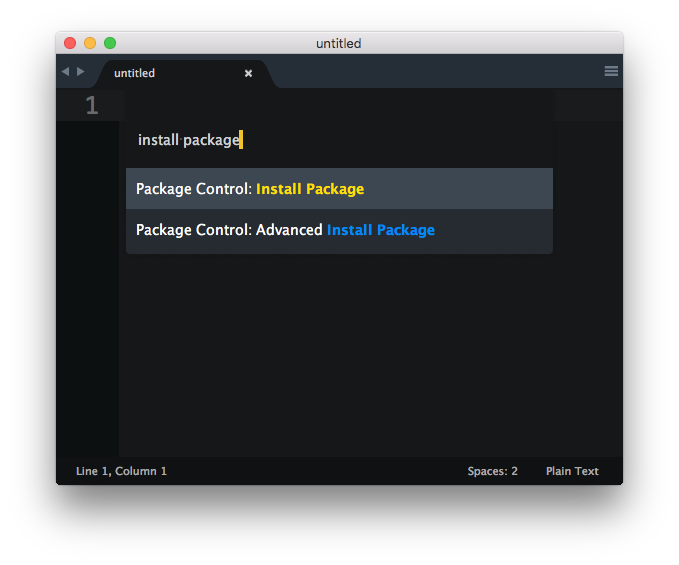 untitled
untitled
1
install package
Package Control: Install Package
Package Control: Advanced Install Package
Line 1, Column 1
Spaces: 2
Plain Text